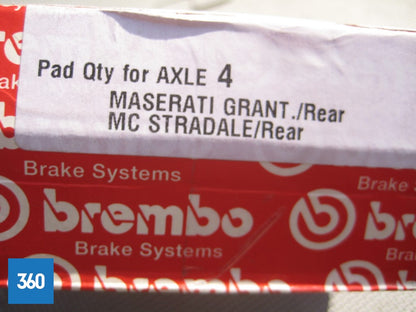 Pad Qty for AXLE 4
MASERATI GRANT./Rear
MC STRADALE/Rear
Brake Systems
Brake
brembo
bre
Brake Systems
brembo
360